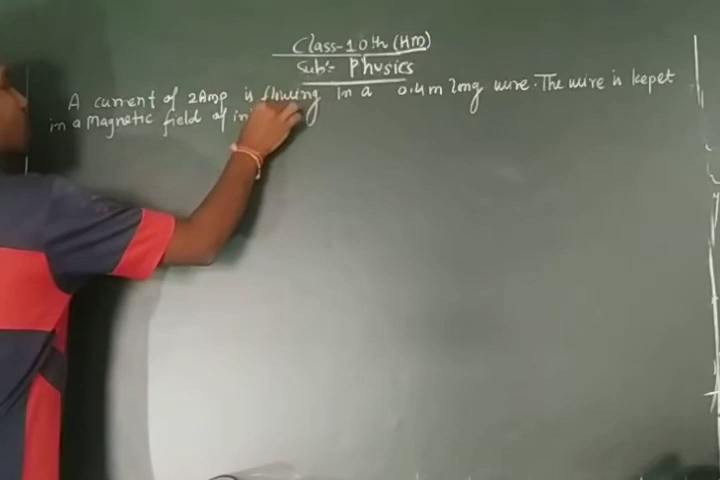 Class-10th (HM)
Sub:- Physics
A current of 2Amp is flowing in a 0.4m long wire. The wire is kepet
in a Magnetic field of in